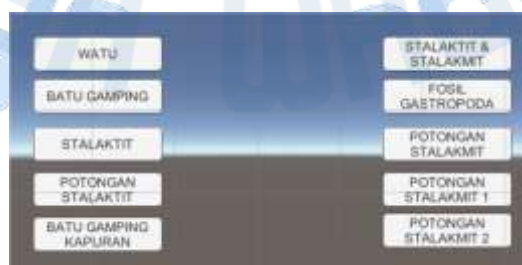 WATU
BATU GAMPING
STALAKTIT
POTONGAN
STALAKTIT
BATU GAMPING
KAPURAN
STALAKTIT &
STALAKMIT
FOSIL
GASTROPODA
POTONGAN
STALAKMIT
POTONGAN
STALAKMIT 1
POTONGAN
STALAKMIT 2